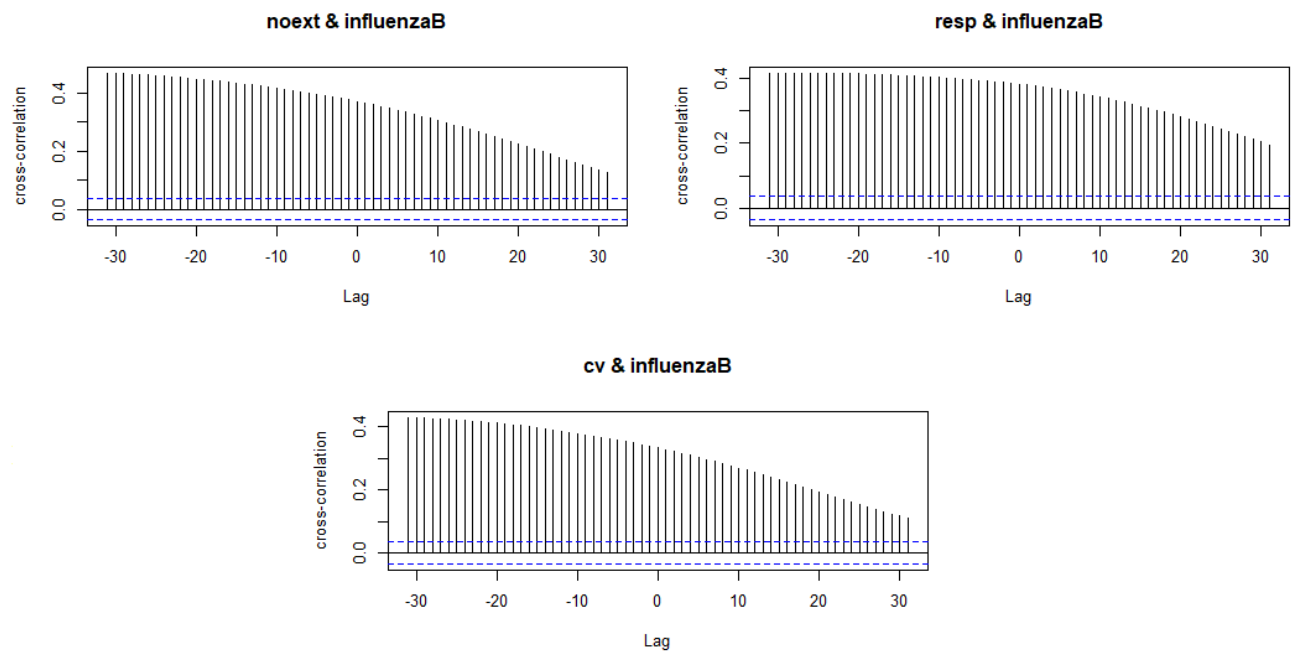 noext & influenzaB
cross-correlation
0.4
0.2
0.0
-30 -20 -10 0 10 20 30
Lag
resp & influenzaB
cross-correlation
0.4
0.2
0.0
-30 -20 -10 0 10 20 30
Lag
cv & influenzaB
cross-correlation
0.4
0.2
0.0
-30 -20 -10 0 10 20 30
Lag